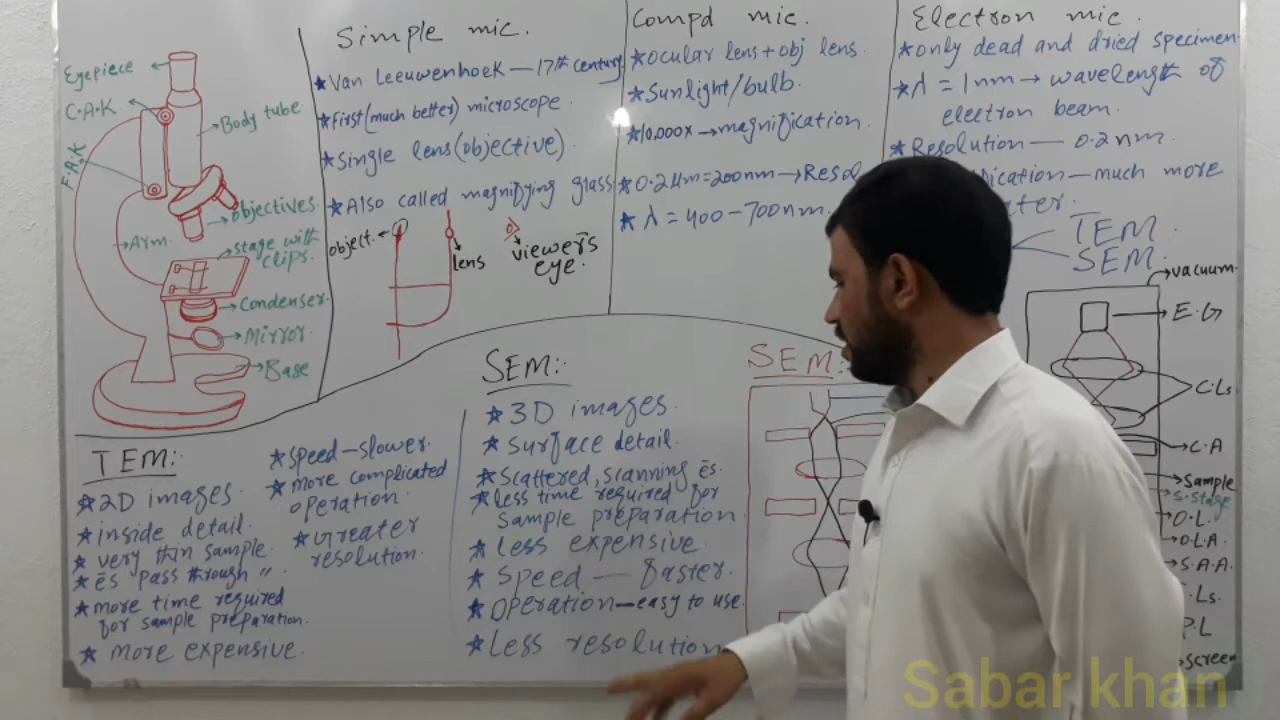 Eyepiece
C.A.K
F.A.K
Body tube
objectives
Arm
stage with clips
Condenser
Mirror
Base
Simple mic.
★Van Leeuwenhoek—17th century
★First(much better) microscope
★Single lens(objective)
★Also called magnifying glass
object.
lens
viewer's
eye.
Compd mic.
★ocular lens+obj lens
★Sunlight/bulb.
★10,000x→magnification
★0.2μm=200nm→Resol
★λ=400-700nm.
Electron mic.
★only dead and dried specimen
★λ=1nm→wavelength of
electron beam.
★Resolution—0.2nm.
ication—much more
ater.
TEM
SEM
vacuum
E.G
C.Ls
C.A
Sample
S.stage
O.L
O.L.A
S.A.A
.Ls
P.L
screen
TEM:-
★2D images
★inside detail
★very thin sample
★ēs pass through "
★more time required
for sample preparation.
★more expensive
★speed—slower.
★more complicated
operation
★Greater
resolution.
SEM:-
★3D images
★surface detail
★Scattered, scanning ēs
★less time required for
sample preparation
★Less expensive
★Speed—Faster.
★operation—easy to use
★Less resolution
SEM:
Sabar khan